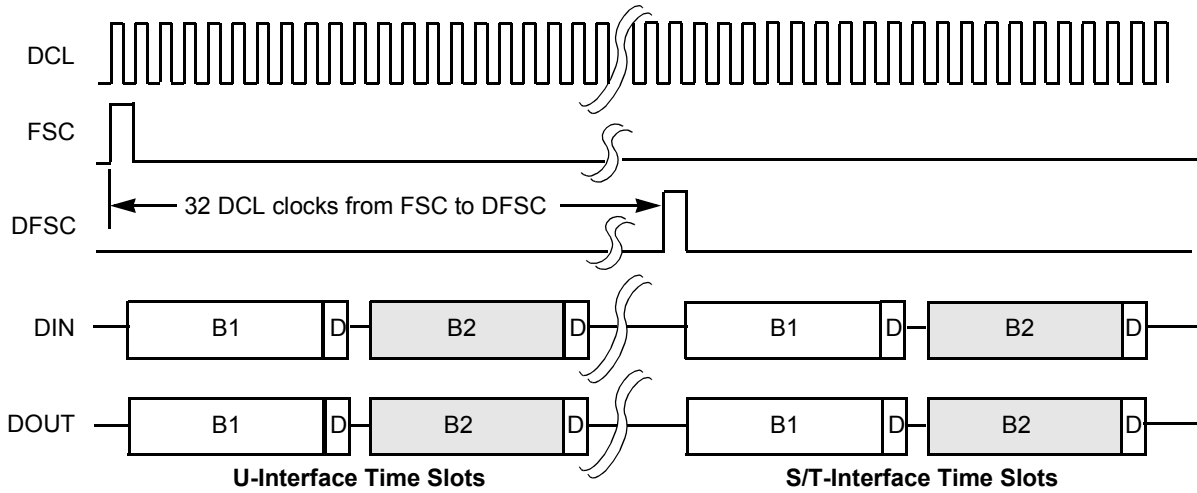 DCL
FSC
32 DCL clocks from FSC to DFSC
DFSC
DIN B1 D B2 D B1 D B2 D
DOUT B1 D B2 D B1 D B2 D
U-Interface Time Slots S/T-Interface Time Slots